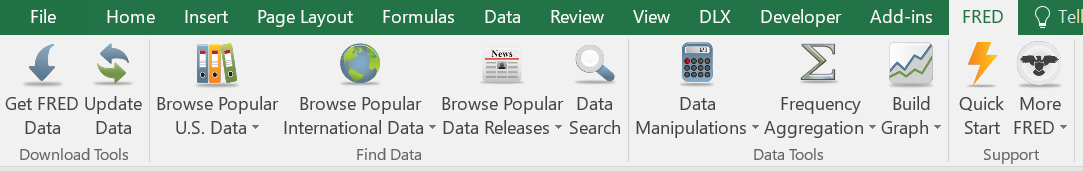 File Home Insert Page Layout Formulas Data Review View DLX Developer Add-ins FRED Tell
Get FRED Update Browse Popular Browse Popular Browse Popular Data Data Frequency Build Quick More
Data Data U.S. Data International Data Data Releases Search Manipulations Aggregation Graph Start FRED
Download Tools Find Data Data Tools Support
News